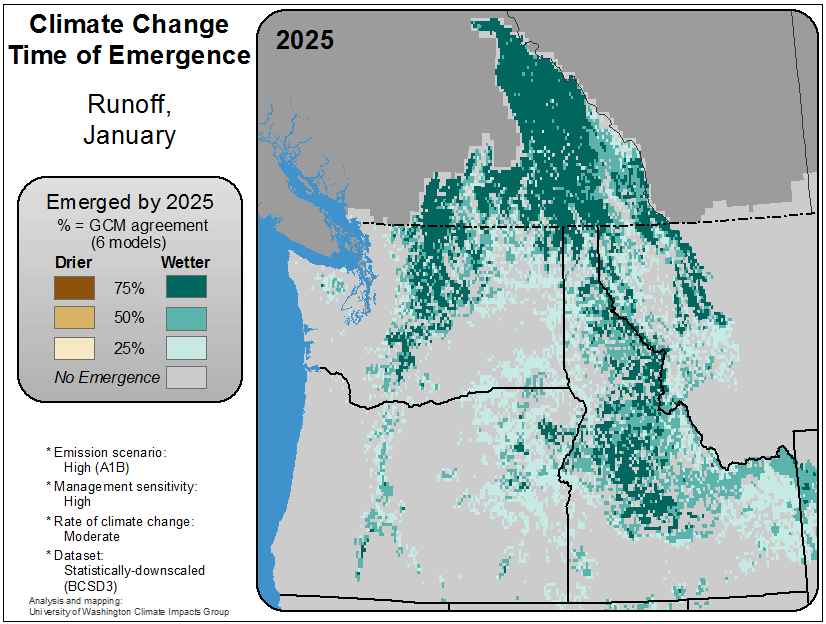 Climate Change
Time of Emergence
Runoff,
January
Emerged by 2025
% = GCM agreement
(6 models)
Drier Wetter
75%
50%
25%
No Emergence
* Emission scenario:
High (A1B)
* Management sensitivity:
High
* Rate of climate change:
Moderate
* Dataset:
Statistically-downscaled
(BCSD3)
Analysis and mapping:
University of Washington Climate Impacts Group
2025